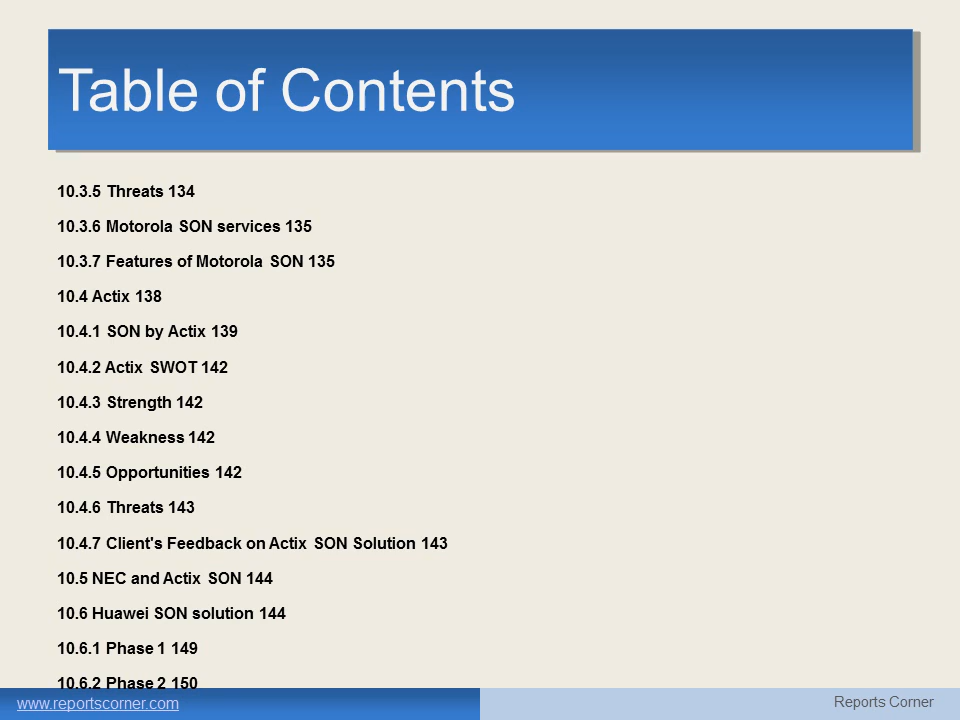 Table of Contents
10.3.5 Threats 134
10.3.6 Motorola SON services 135
10.3.7 Features of Motorola SON 135
10.4 Actix 138
10.4.1 SON by Actix 139
10.4.2 Actix SWOT 142
10.4.3 Strength 142
10.4.4 Weakness 142
10.4.5 Opportunities 142
10.4.6 Threats 143
10.4.7 Client's Feedback on Actix SON Solution 143
10.5 NEC and Actix SON 144
10.6 Huawei SON solution 144
10.6.1 Phase 1 149
10.6.2 Phase 2 150
www.reportscorner.com
Reports Corner